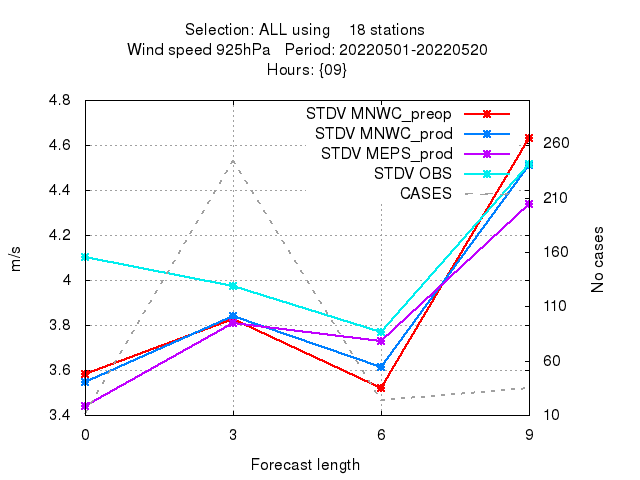 Selection: ALL using    18 stations
Wind speed 925hPa   Period: 20220501-20220520
Hours: {09}
STDV MNWC_preop
STDV MNWC_prod
STDV MEPS_prod
STDV OBS
CASES
4.8
4.6
4.4
4.2
4
3.8
3.6
3.4
m/s
260
210
160
110
60
10
No cases
0 3 6 9
Forecast length